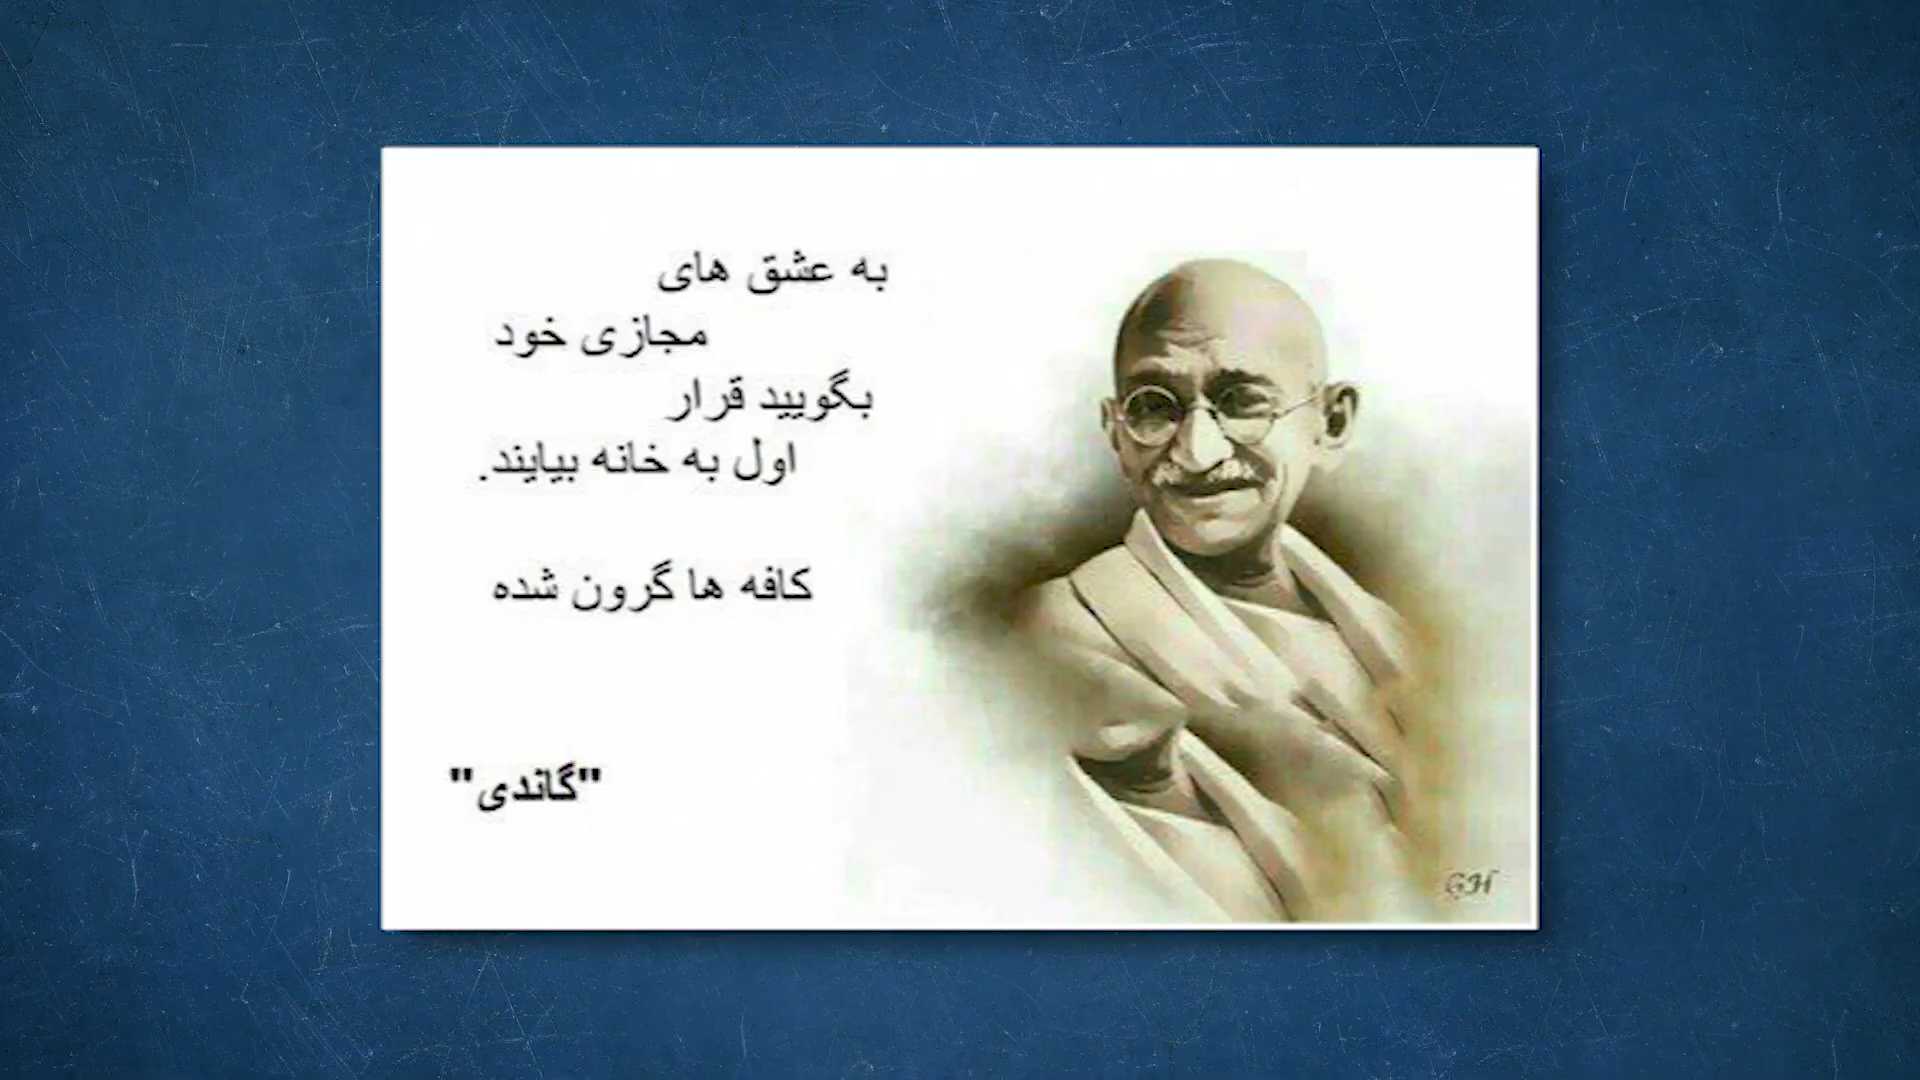 به عشق های
مجازی خود
بگویید قرار
اول به خانه بیایند.
کافه ها گرون شده
"گاندی"
GH